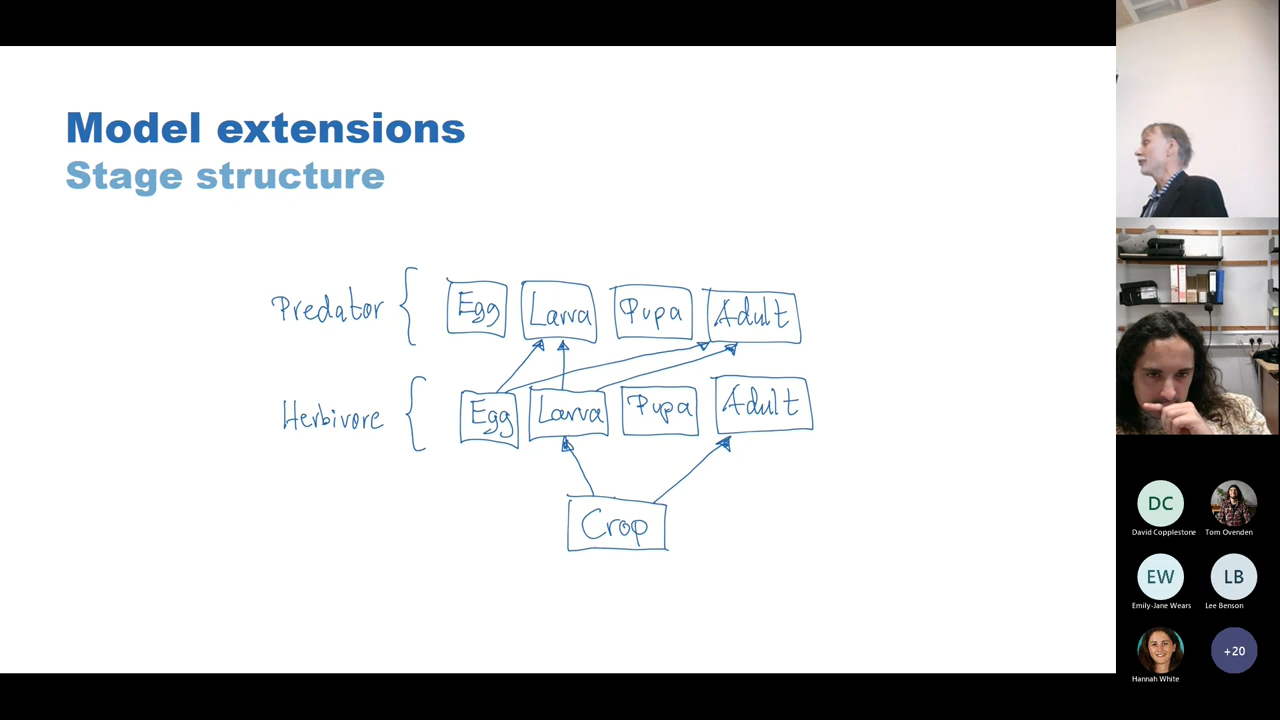 Model extensions
Stage structure
Predator { Egg Larva Pupa Adult
Herbivore { Egg Larva Pupa Adult
Crop
DC
David Copplestone
Tom Ovenden
EW
Emily-Jane Wears
LB
Lee Benson
Hannah White
+20